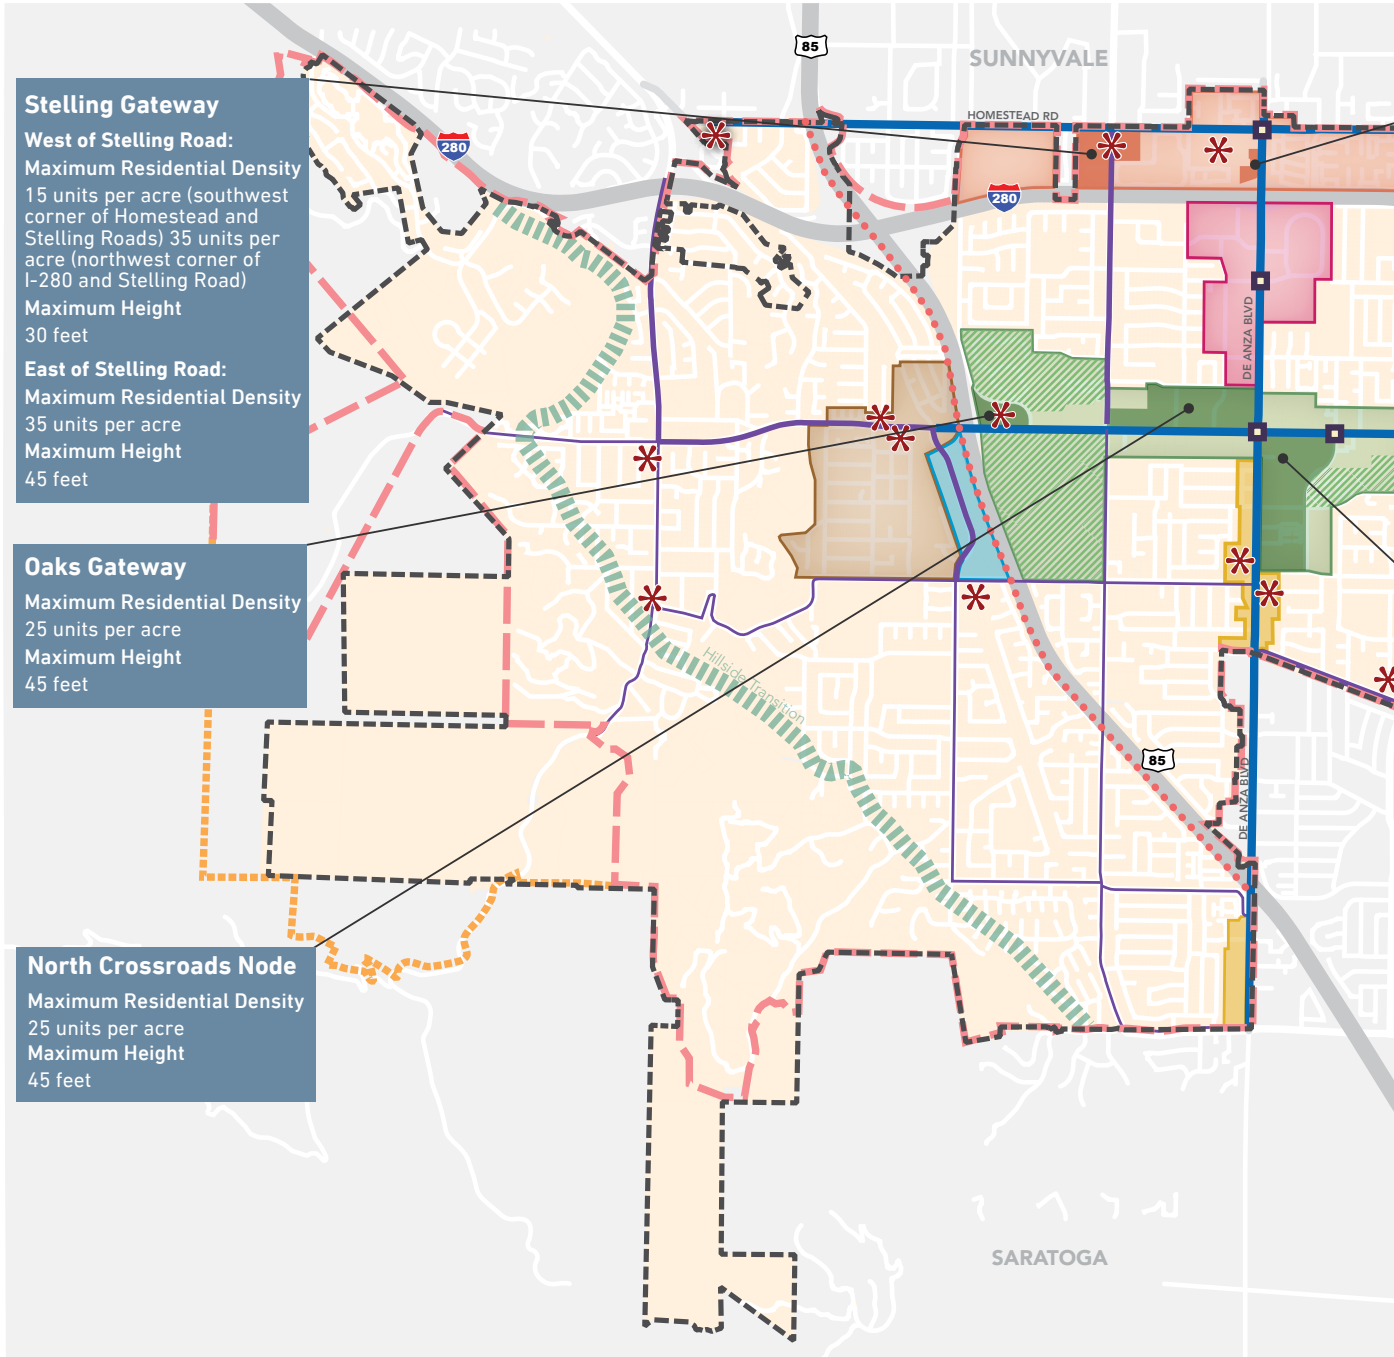 85
SUNNYVALE
HOMESTEAD RD
280
280
Stelling Gateway
West of Stelling Road:
Maximum Residential Density
15 units per acre (southwest
corner of Homestead and
Stelling Roads) 35 units per
acre (northwest corner of
I-280 and Stelling Road)
Maximum Height
30 feet
East of Stelling Road:
Maximum Residential Density
35 units per acre
Maximum Height
45 feet
DE ANZA BLVD
Oaks Gateway
Maximum Residential Density
25 units per acre
Maximum Height
45 feet
Hillside Transition
85
DE ANZA BLVD
North Crossroads Node
Maximum Residential Density
25 units per acre
Maximum Height
45 feet
SARATOGA